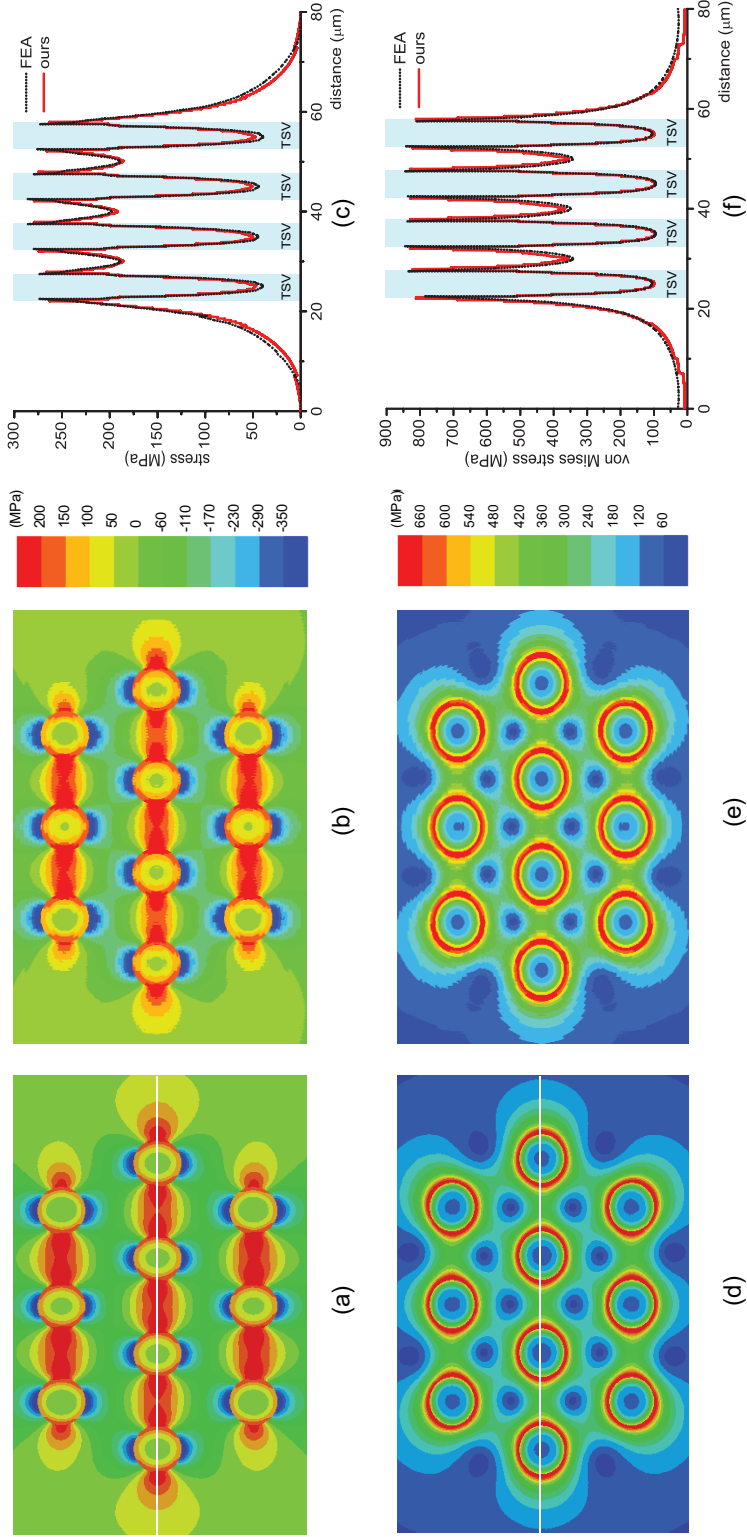 (a)
(b)
(MPa)
200
150
100
50
0
-60
-110
-170
-230
-290
-350
stress (MPa)
300
250
200
150
100
50
0
FEA
ours
TSV TSV TSV TSV
0 20 40 60 80
distance (μm)
(c)
(d)
(e)
(MPa)
660
600
540
480
420
360
300
240
180
120
60
von Mises stress (MPa)
900
800
700
600
500
400
300
200
100
0
FEA
ours
TSV TSV TSV TSV
0 20 40 60 80
distance (μm)
(f)